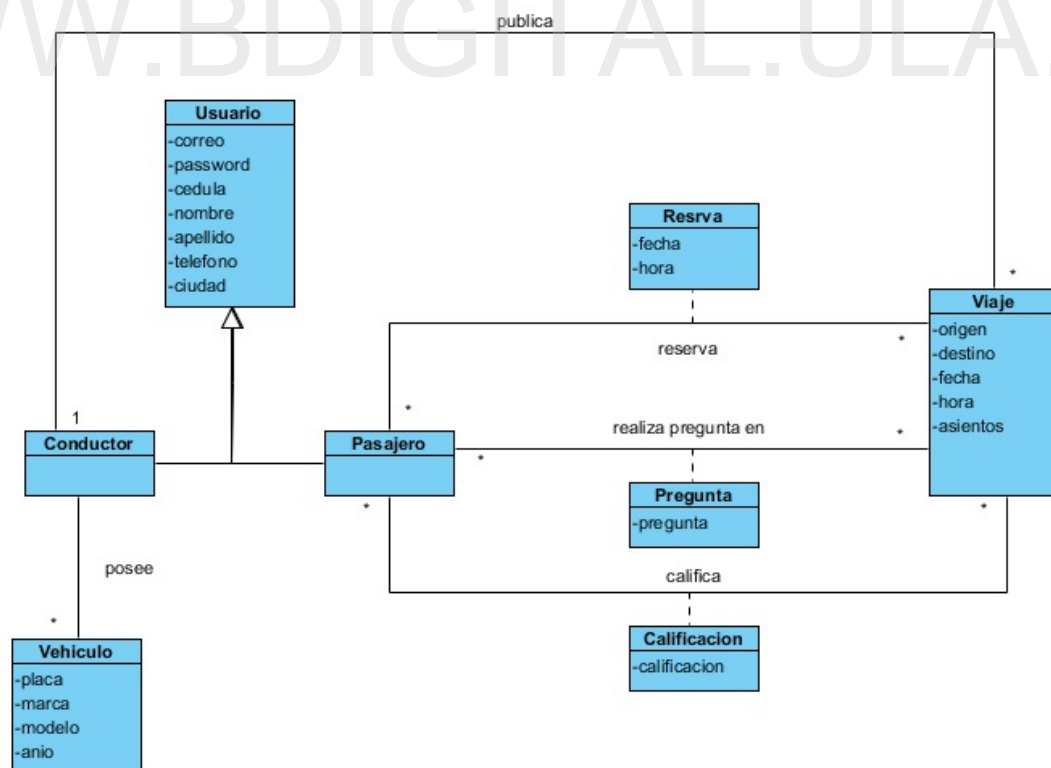 WW.BDIGITAL.ULA.
publica
Usuario
-correo
-password
-cedula
-nombre
-apellido
-telefono
-ciudad
Resrva
-fecha
-hora
*
Viaje
-origen
-destino
-fecha
-hora
-asientos
*
reserva
*
1
Conductor
Pasajero
realiza pregunta en
*
*
Pregunta
-pregunta
*
*
posee
califica
*
Vehiculo
-placa
-marca
-modelo
-anio
Calificacion
-calificacion